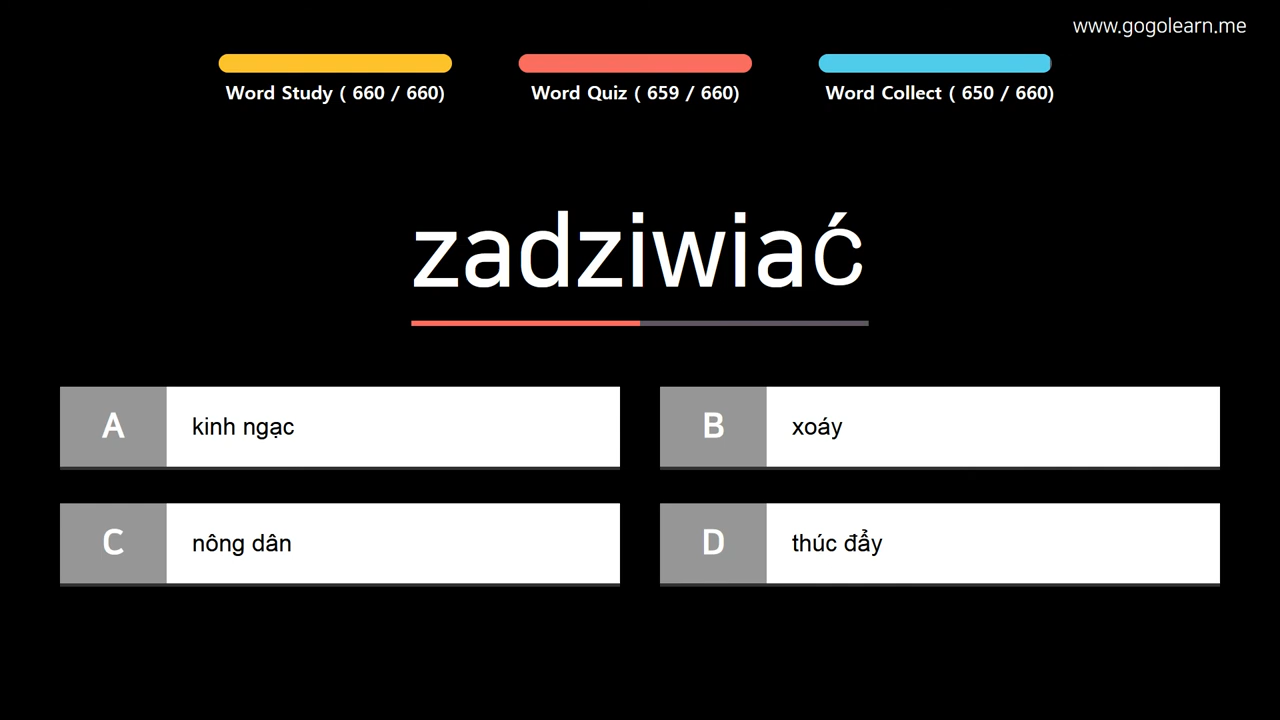 www.gogolearn.me
Word Study ( 660 / 660)
Word Quiz ( 659 / 660)
Word Collect ( 650 / 660)
zadziwiać
A kinh ngạc
B xoáy
C nông dân
D thúc đẩy